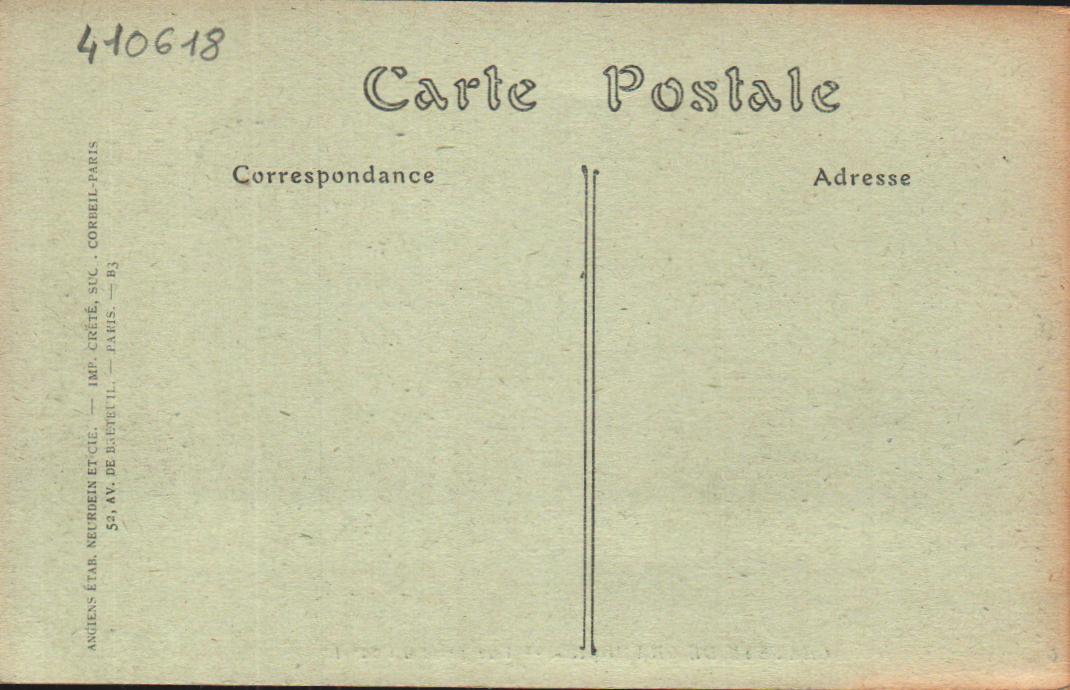 410618
Carte Postale
Correspondance
Adresse
ANCIENS ÉTAB. NEURDEIN ET CIE. — IMP. CRÉTÉ, SUC. CORBEIL-PARIS
52, AV. DE BRETEUIL. — PARIS. — B3